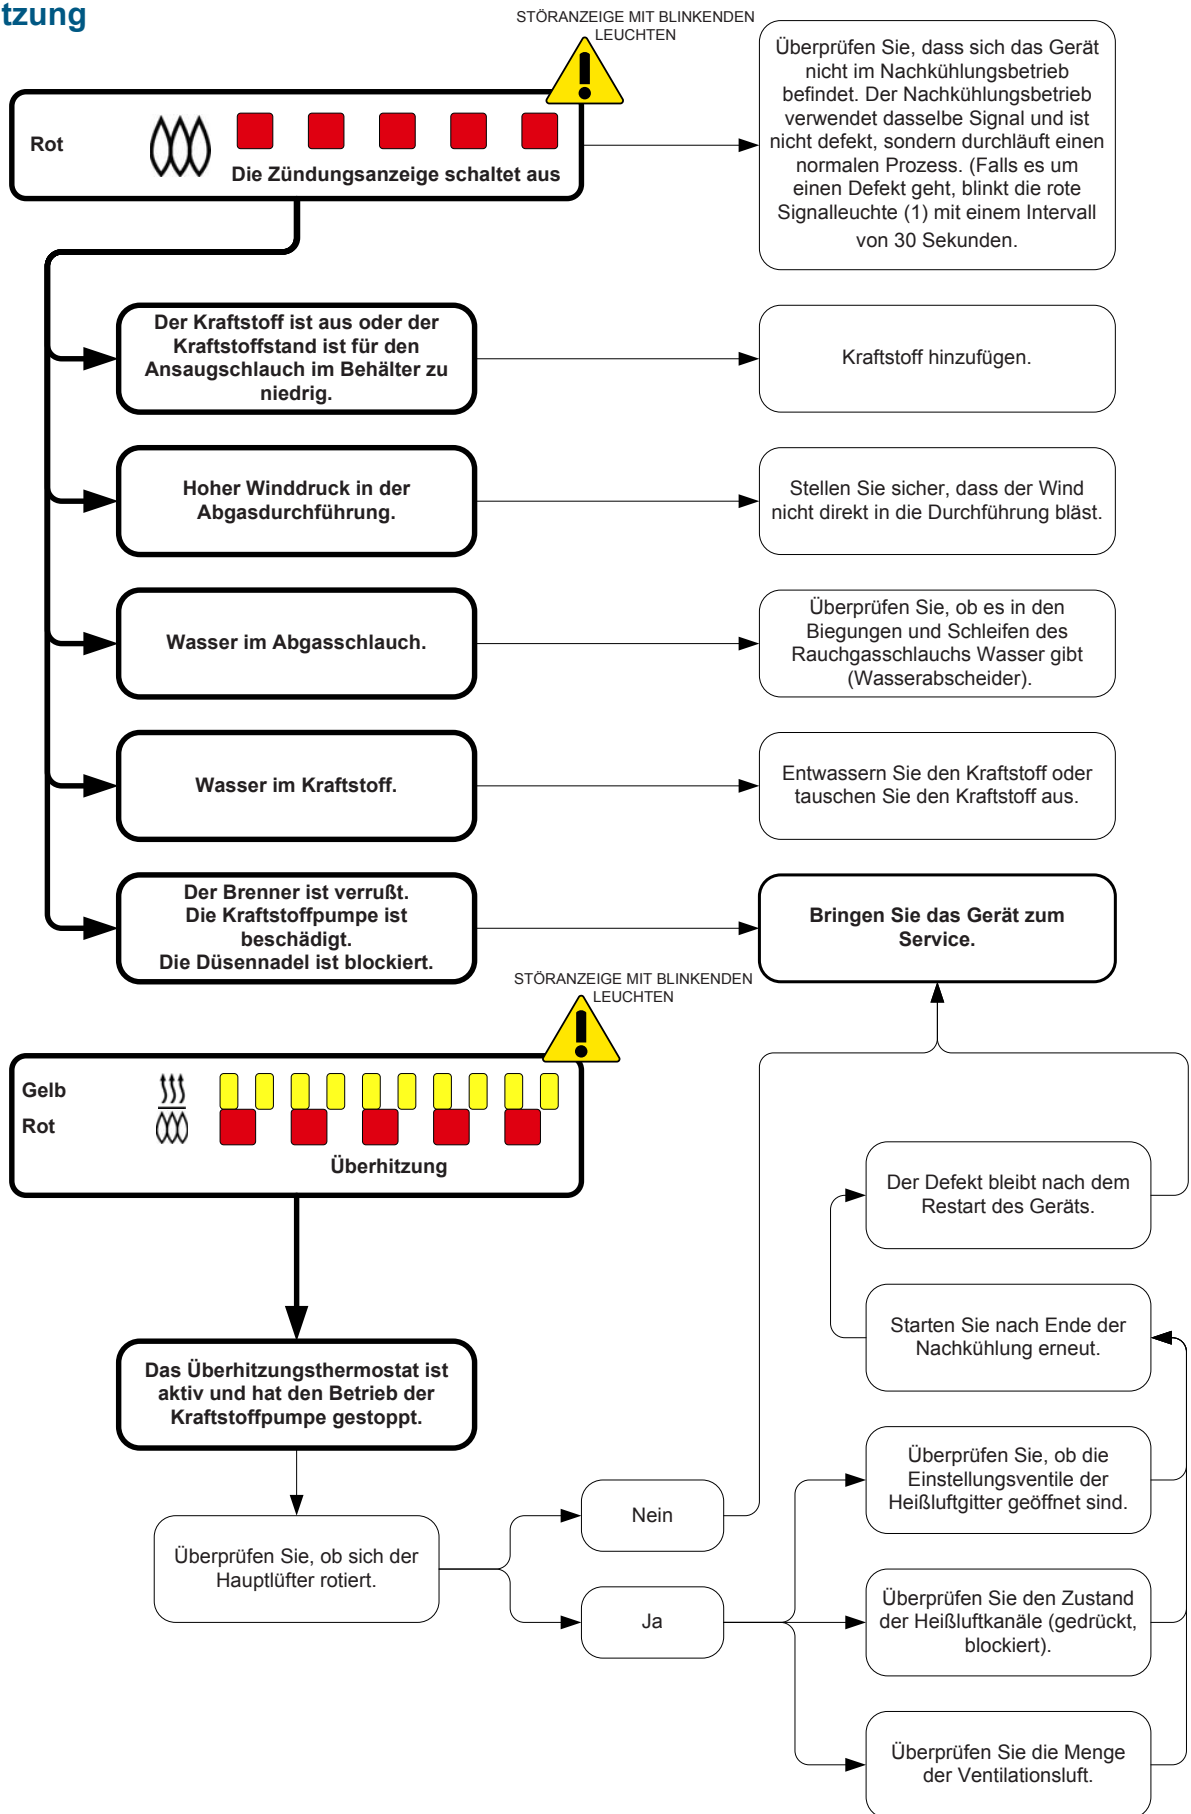 tzung
STÖRANZEIGE MIT BLINKENDEN
LEUCHTEN
Rot
Die Zündungsanzeige schaltet aus
Überprüfen Sie, dass sich das Gerät
nicht im Nachkühlungsbetrieb
befindet. Der Nachkühlungsbetrieb
verwendet dasselbe Signal und ist
nicht defekt, sondern durchläuft einen
normalen Prozess. (Falls es um
einen Defekt geht, blinkt die rote
Signalleuchte (1) mit einem Intervall
von 30 Sekunden.
Der Kraftstoff ist aus oder der
Kraftstoffstand ist für den
Ansaugschlauch im Behälter zu
niedrig.
Kraftstoff hinzufügen.
Hoher Winddruck in der
Abgasdurchführung.
Stellen Sie sicher, dass der Wind
nicht direkt in die Durchführung bläst.
Wasser im Abgasschlauch.
Überprüfen Sie, ob es in den
Biegungen und Schleifen des
Rauchgasschlauchs Wasser gibt
(Wasserabscheider).
Wasser im Kraftstoff.
Entwassern Sie den Kraftstoff oder
tauschen Sie den Kraftstoff aus.
Der Brenner ist verrußt.
Die Kraftstoffpumpe ist
beschädigt.
Die Düsennadel ist blockiert.
Bringen Sie das Gerät zum
Service.
STÖRANZEIGE MIT BLINKENDEN
LEUCHTEN
Gelb
Rot
Überhitzung
Der Defekt bleibt nach dem
Restart des Geräts.
Starten Sie nach Ende der
Nachkühlung erneut.
Das Überhitzungsthermostat ist
aktiv und hat den Betrieb der
Kraftstoffpumpe gestoppt.
Überprüfen Sie, ob die
Einstellungsventile der
Heißluftgitter geöffnet sind.
Nein
Überprüfen Sie, ob sich der
Hauptlüfter rotiert.
Ja
Überprüfen Sie den Zustand
der Heißluftkanäle (gedrückt,
blockiert).
Überprüfen Sie die Menge
der Ventilationsluft.